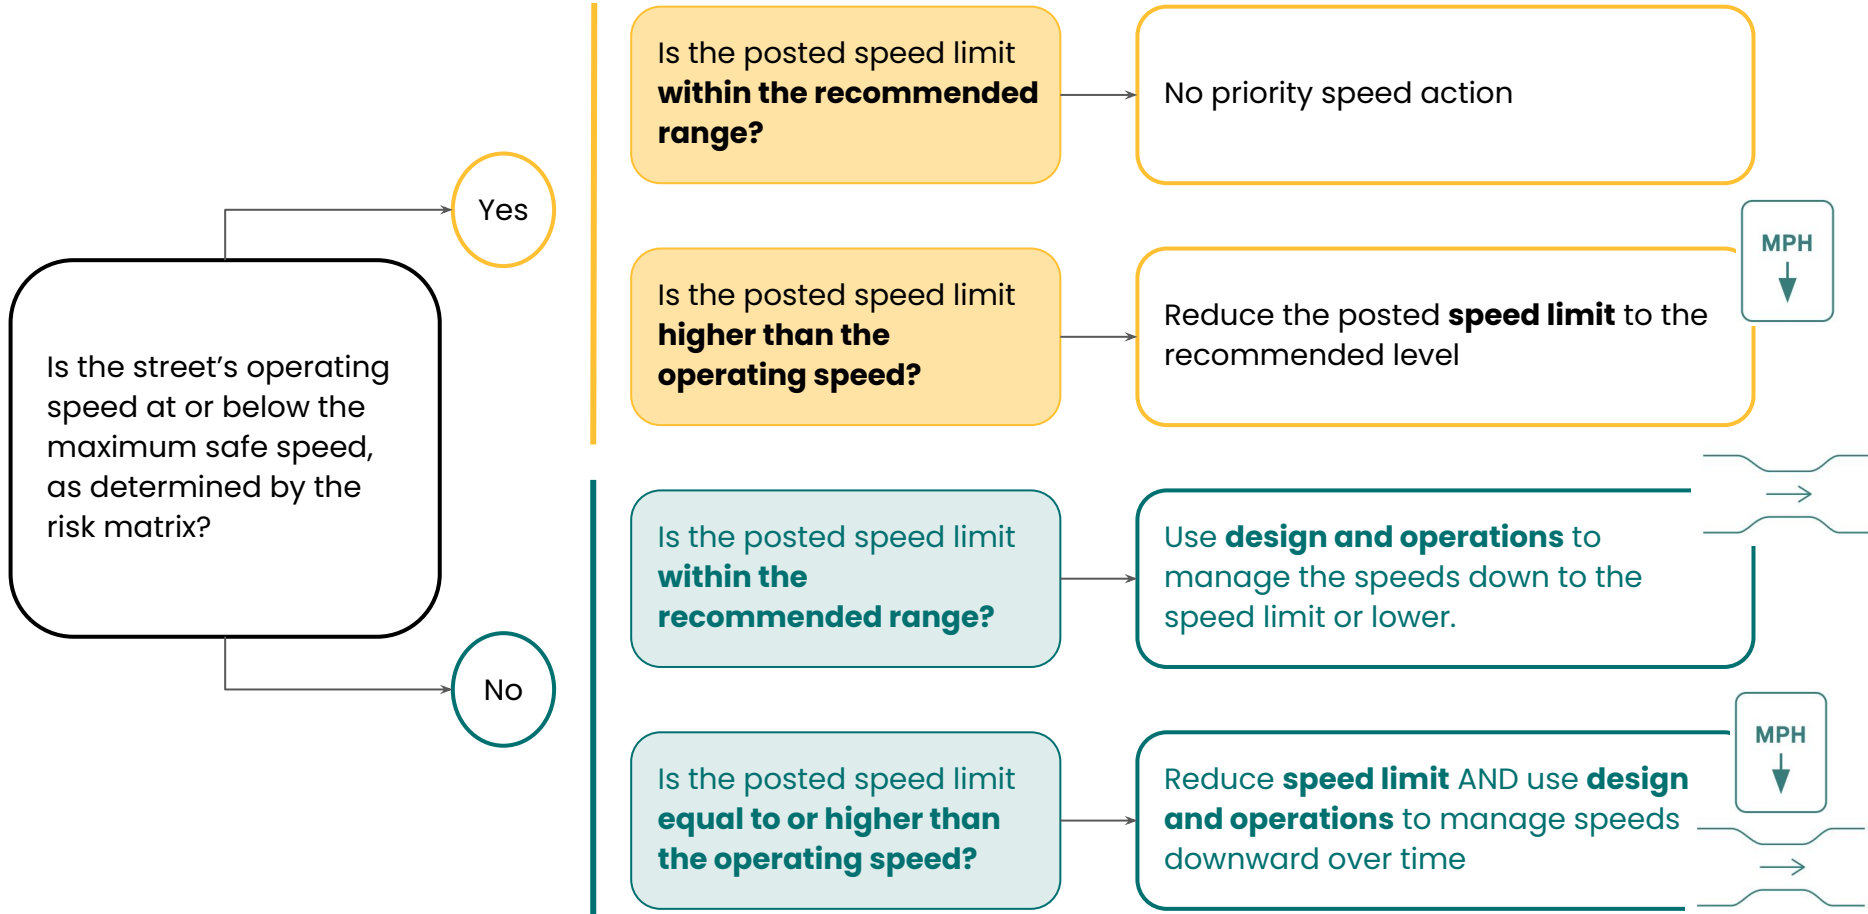 Is the street’s operating
speed at or below the
maximum safe speed,
as determined by the
risk matrix?
Yes
Is the posted speed limit
within the recommended
range?
No priority speed action
Is the posted speed limit
higher than the
operating speed?
Reduce the posted speed limit to the
recommended level
MPH
No
Is the posted speed limit
within the
recommended range?
Use design and operations to
manage the speeds down to the
speed limit or lower.
Is the posted speed limit
equal to or higher than
the operating speed?
Reduce speed limit AND use design
and operations to manage speeds
downward over time
MPH